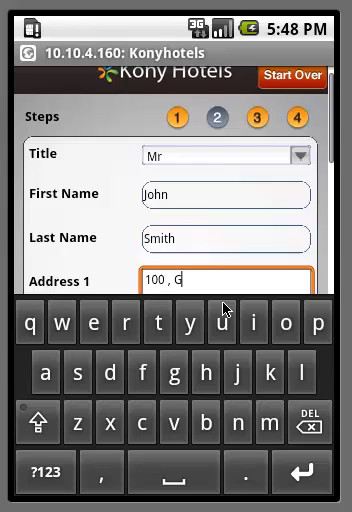 3G 5:48 PM
10.10.4.160: Konyhotels
Kony Hotels Start Over
Steps 1 2 3 4
Title Mr
First Name John
Last Name Smith
Address 1 100 , G
q w e r t y u i o p
a s d f g h j k l
z x c v b n m DEL
?123 , .